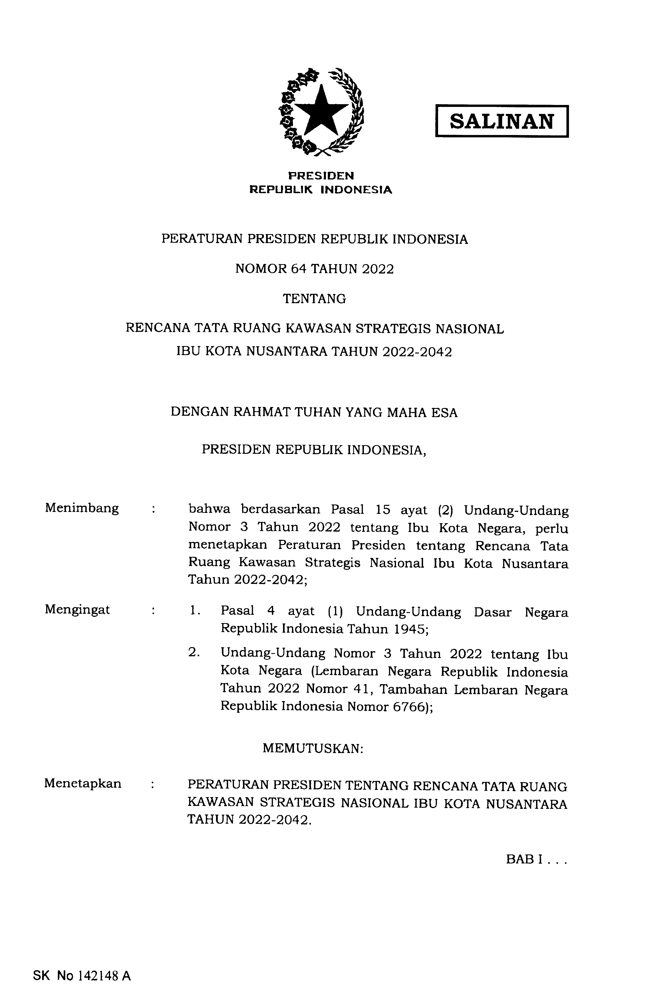 SALINAN
PRESIDEN
REPUBLIK INDONESIA
PERATURAN PRESIDEN REPUBLIK INDONESIA
NOMOR 64 TAHUN 2022
TENTANG
RENCANA TATA RUANG KAWASAN STRATEGIS NASIONAL
IBU KOTA NUSANTARA TAHUN 2022-2042
DENGAN RAHMAT TUHAN YANG MAHA ESA
PRESIDEN REPUBLIK INDONESIA,
Menimbang : bahwa berdasarkan Pasal 15 ayat (2) Undang-Undang
Nomor 3 Tahun 2022 tentang Ibu Kota Negara, perlu
menetapkan Peraturan Presiden tentang Rencana Tata
Ruang Kawasan Strategis Nasional Ibu Kota Nusantara
Tahun 2022-2042;
Mengingat : 1. Pasal 4 ayat (1) Undang-Undang Dasar Negara
Republik Indonesia Tahun 1945;
2. Undang-Undang Nomor 3 Tahun 2022 tentang Ibu
Kota Negara (Lembaran Negara Republik Indonesia
Tahun 2022 Nomor 41, Tambahan Lembaran Negara
Republik Indonesia Nomor 6766);
MEMUTUSKAN:
Menetapkan : PERATURAN PRESIDEN TENTANG RENCANA TATA RUANG
KAWASAN STRATEGIS NASIONAL IBU KOTA NUSANTARA
TAHUN 2022-2042.
BAB I . . .
SK No 142148 A